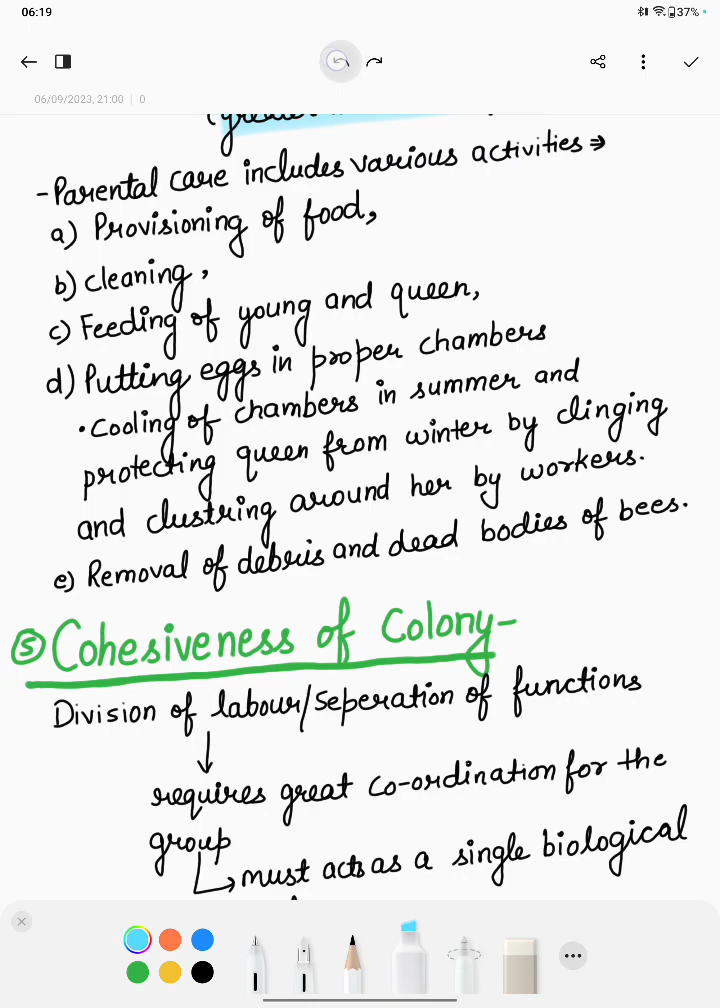 06:19
37%
06/09/2023, 21:00 | 0
-Parental care includes various activities ⇒
a) Provisioning of food,
b) cleaning,
c) Feeding of young and queen,
d) Putting eggs in proper chambers
• Cooling of chambers in summer and
protecting queen from winter by clinging
and clustring around her by workers.
e) Removal of debris and dead bodies of bees.
⑤ Cohesiveness of Colony-
Division of labour/seperation of functions
↓
requires great co-ordination for the
group
↳ must acts as a single biological